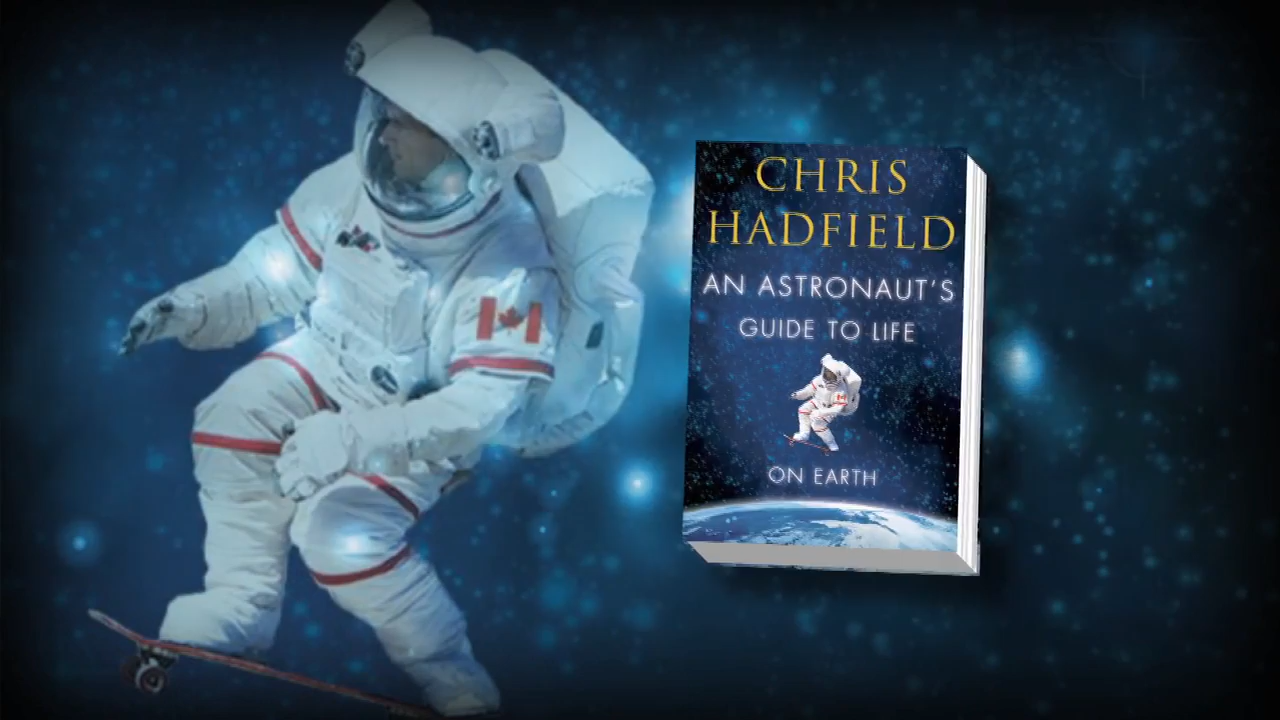 CHRIS
HADFIELD
AN ASTRONAUT'S
GUIDE TO LIFE
ON EARTH